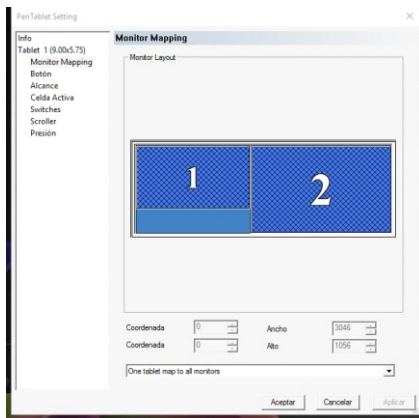 PenTablet Setting
Info
Tablet 1 (9.00x5.75)
Monitor Mapping
Botón
Alcance
Celda Activa
Switches
Scroller
Presión
Monitor Mapping
Monitor Layout
1
2
Coordenada 0 Ancho 3046
Coordenada 0 Alto 1056
One tablet map to all monitors
Aceptar Cancelar Aplicar